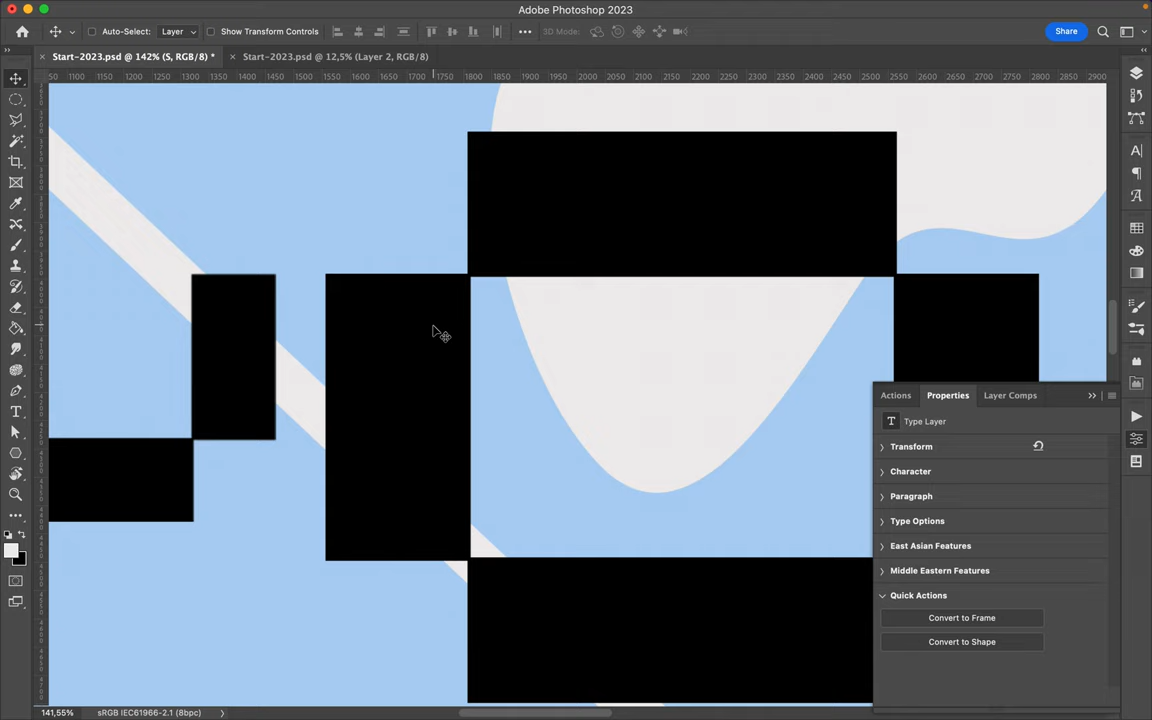 Adobe Photoshop 2023
Auto-Select: Layer Show Transform Controls ••• 3D Mode: Share
Start-2023.psd @ 142% (S, RGB/8) * Start-2023.psd @ 12,5% (Layer 2, RGB/8)
50 1100 1150 1200 1250 1300 1350 1400 1450 1500 1550 1600 1650 1700 1750 1800 1850 1900 1950 2000 2050 2100 2150 2200 2250 2300 2350 2400 2450 2500 2550 2600 2650 2700 2750 2800 2850 2900
Actions Properties Layer Comps
T Type Layer
Transform
Character
Paragraph
Type Options
East Asian Features
Middle Eastern Features
Quick Actions
Convert to Frame
Convert to Shape
141,55% sRGB IEC61966-2.1 (8bpc)